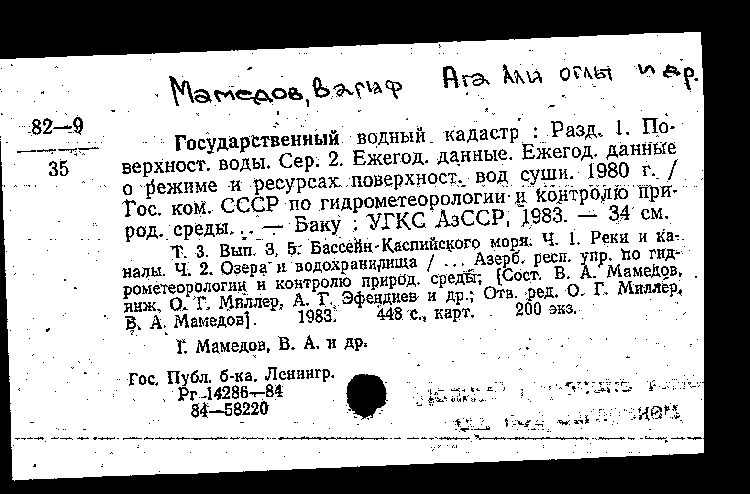 Мамедов, Вагиф Ага Али оглы и др.
82—9
35
Государственный водный кадастр : Разд. 1. По-
верхност. воды. Сер. 2. Ежегод. данные. Ежегод. данные
о режиме и ресурсах поверхност. вод суши. 1980 г. /
Гос. ком. СССР по гидрометеорологии и контролю при-
род. среды... — Баку : УГКС АзССР, 1983. — 34 см.
Т. 3. Вып. 3, 5. Бассейн Каспийского моря. Ч. 1. Реки и ка-
налы. Ч. 2. Озера и водохранилища / ... Азерб. респ. упр. по гид-
рометеорологии и контролю природ. среды; [Сост. В. А. Мамедов,
инж. О. Г. Миллер, А. Г. Эфендиев и др.; Отв. ред. О. Г. Миллер,
В. А. Мамедов]. 1983. 448 с., карт. 200 экз.
I. Мамедов, В. А. и др.
Гос. Публ. б-ка. Ленингр.
Рг-14286—84
84—58220